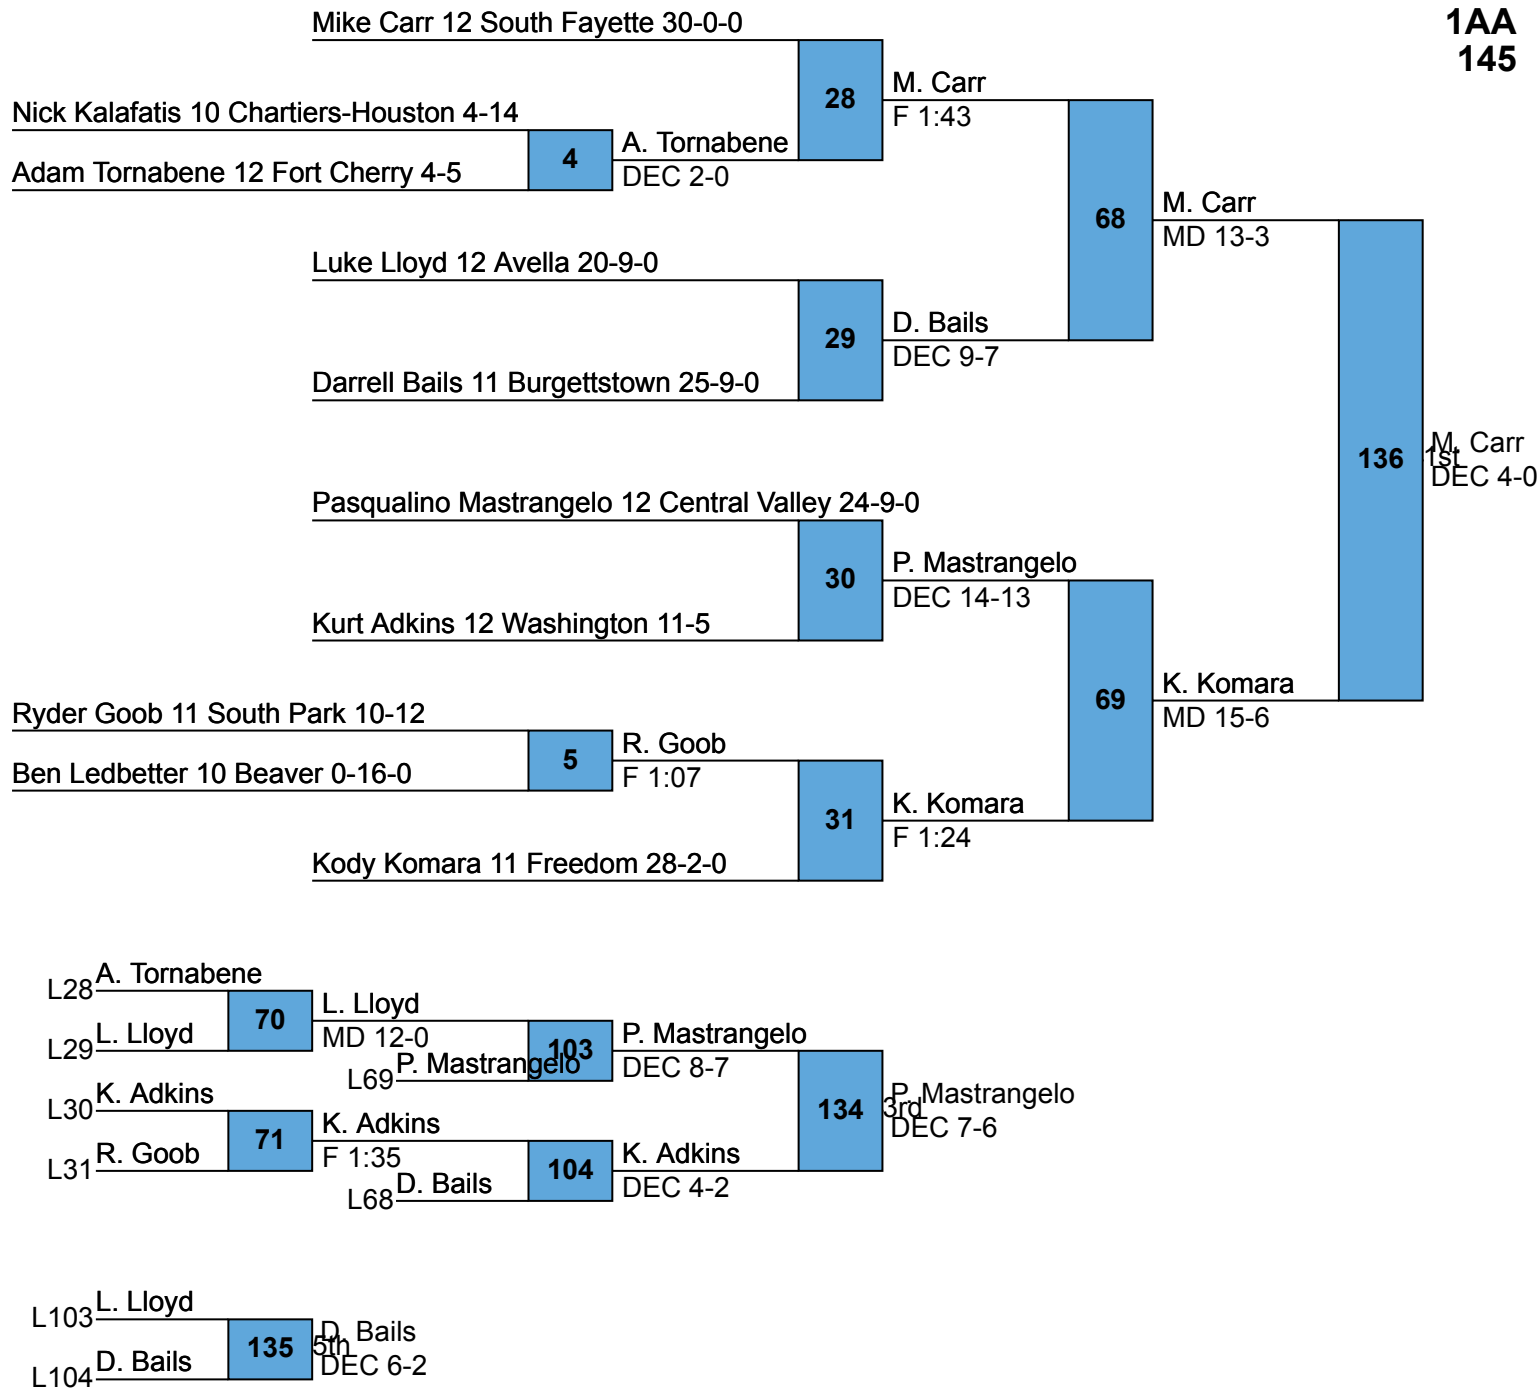 1AA
145
Mike Carr 12 South Fayette 30-0-0
28
M. Carr
F 1:43
Nick Kalafatis 10 Chartiers-Houston 4-14
4
A. Tornabene
DEC 2-0
Adam Tornabene 12 Fort Cherry 4-5
68
M. Carr
MD 13-3
Luke Lloyd 12 Avella 20-9-0
29
D. Bails
DEC 9-7
Darrell Bails 11 Burgettstown 25-9-0
136
1st
M. Carr
DEC 4-0
Pasqualino Mastrangelo 12 Central Valley 24-9-0
30
P. Mastrangelo
DEC 14-13
Kurt Adkins 12 Washington 11-5
69
K. Komara
MD 15-6
Ryder Goob 11 South Park 10-12
5
R. Goob
F 1:07
Ben Ledbetter 10 Beaver 0-16-0
31
K. Komara
F 1:24
Kody Komara 11 Freedom 28-2-0
L28
A. Tornabene
70
L. Lloyd
MD 12-0
L29
L. Lloyd
103
P. Mastrangelo
DEC 8-7
L69
P. Mastrangelo
L30
K. Adkins
134
3rd
P. Mastrangelo
DEC 7-6
71
K. Adkins
F 1:35
L31
R. Goob
104
K. Adkins
DEC 4-2
L68
D. Bails
L103
L. Lloyd
135
5th
D. Bails
DEC 6-2
L104
D. Bails